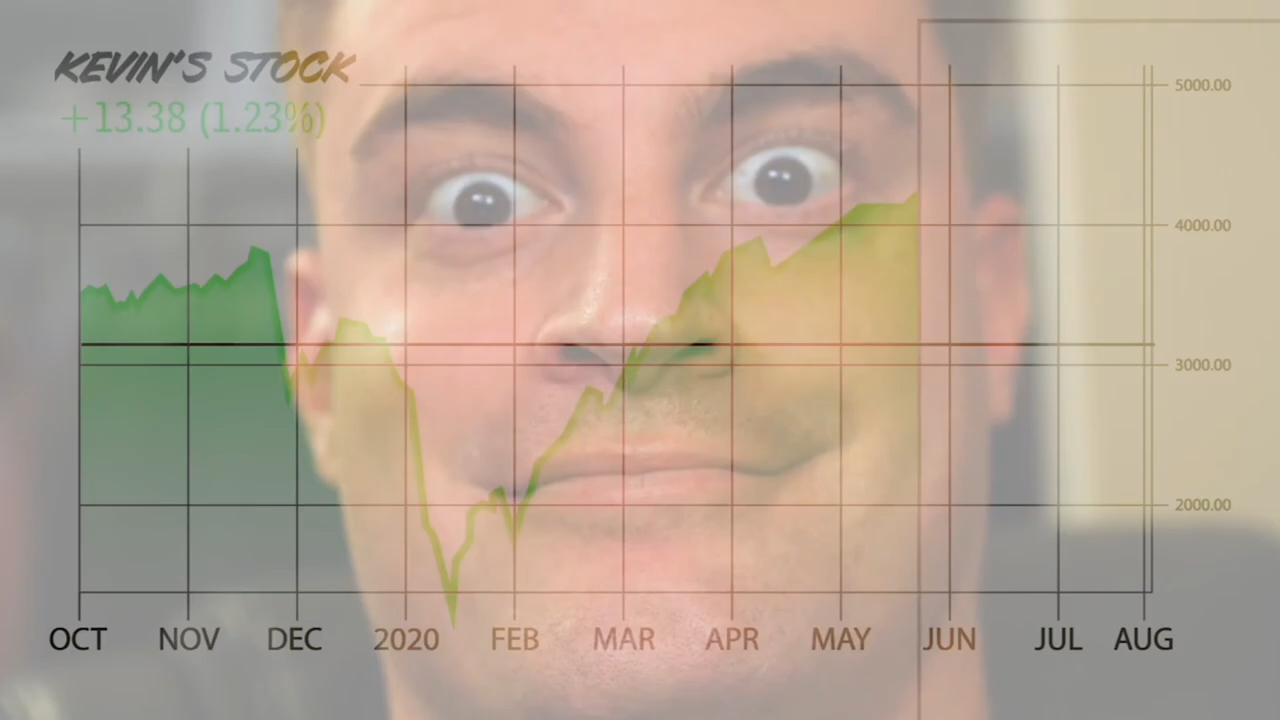 KEVIN'S STOCK
+13.38 (1.23%)
5000.00
4000.00
3000.00
2000.00
OCT NOV DEC 2020 FEB MAR APR MAY JUN JUL AUG